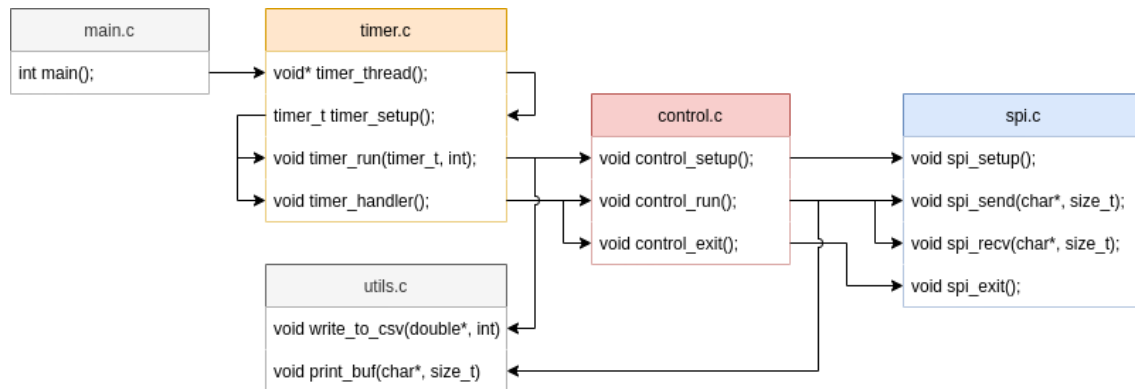 main.c
int main();
timer.c
void* timer_thread();
timer_t timer_setup();
void timer_run(timer_t, int);
void timer_handler();
control.c
void control_setup();
void control_run();
void control_exit();
spi.c
void spi_setup();
void spi_send(char*, size_t);
void spi_recv(char*, size_t);
void spi_exit();
utils.c
void write_to_csv(double*, int)
void print_buf(char*, size_t)